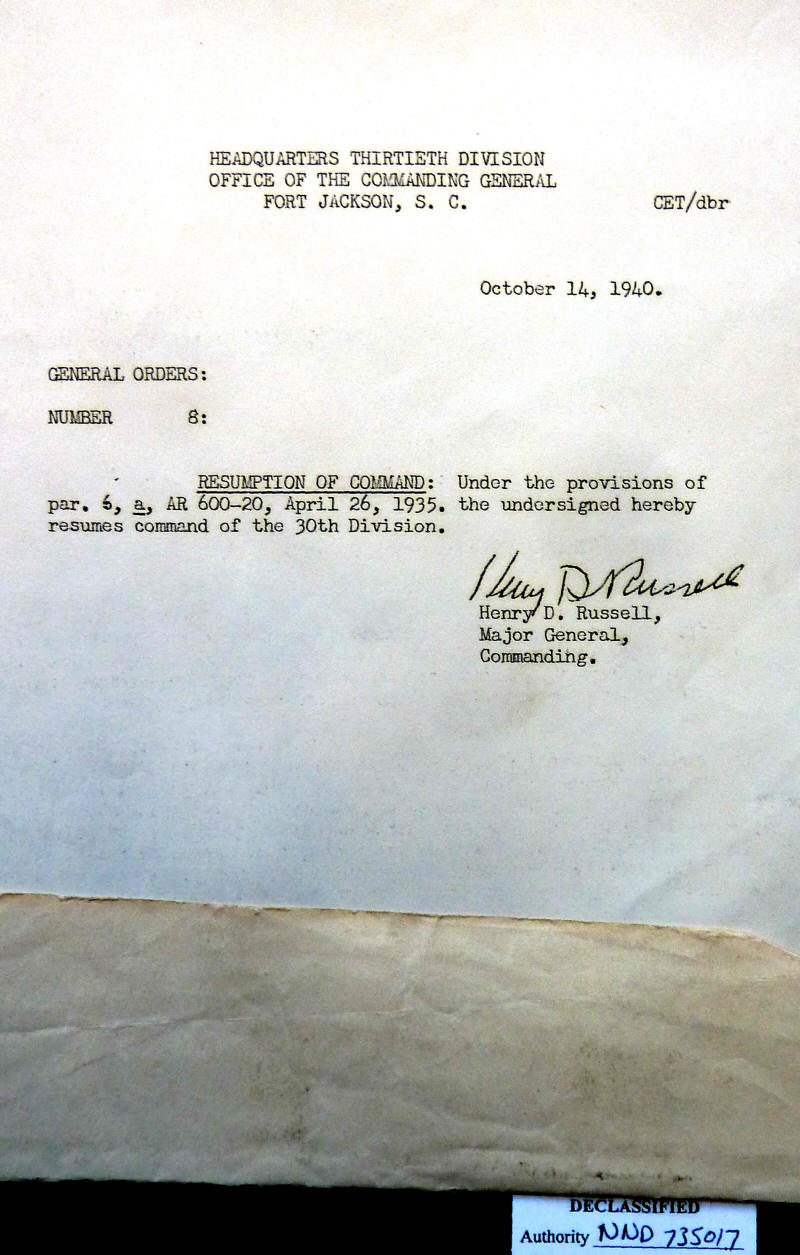 HEADQUARTERS THIRTIETH DIVISION
OFFICE OF THE COMMANDING GENERAL
FORT JACKSON, S. C. CET/dbr
October 14, 1940.
GENERAL ORDERS:
NUMBER 8:
RESUMPTION OF COMMAND: Under the provisions of
par. 6, a, AR 600-20, April 26, 1935. the undersigned hereby
resumes command of the 30th Division.
Henry D Russell
Henry D. Russell,
Major General,
Commanding.
DECLASSIFIED
Authority NND 735017